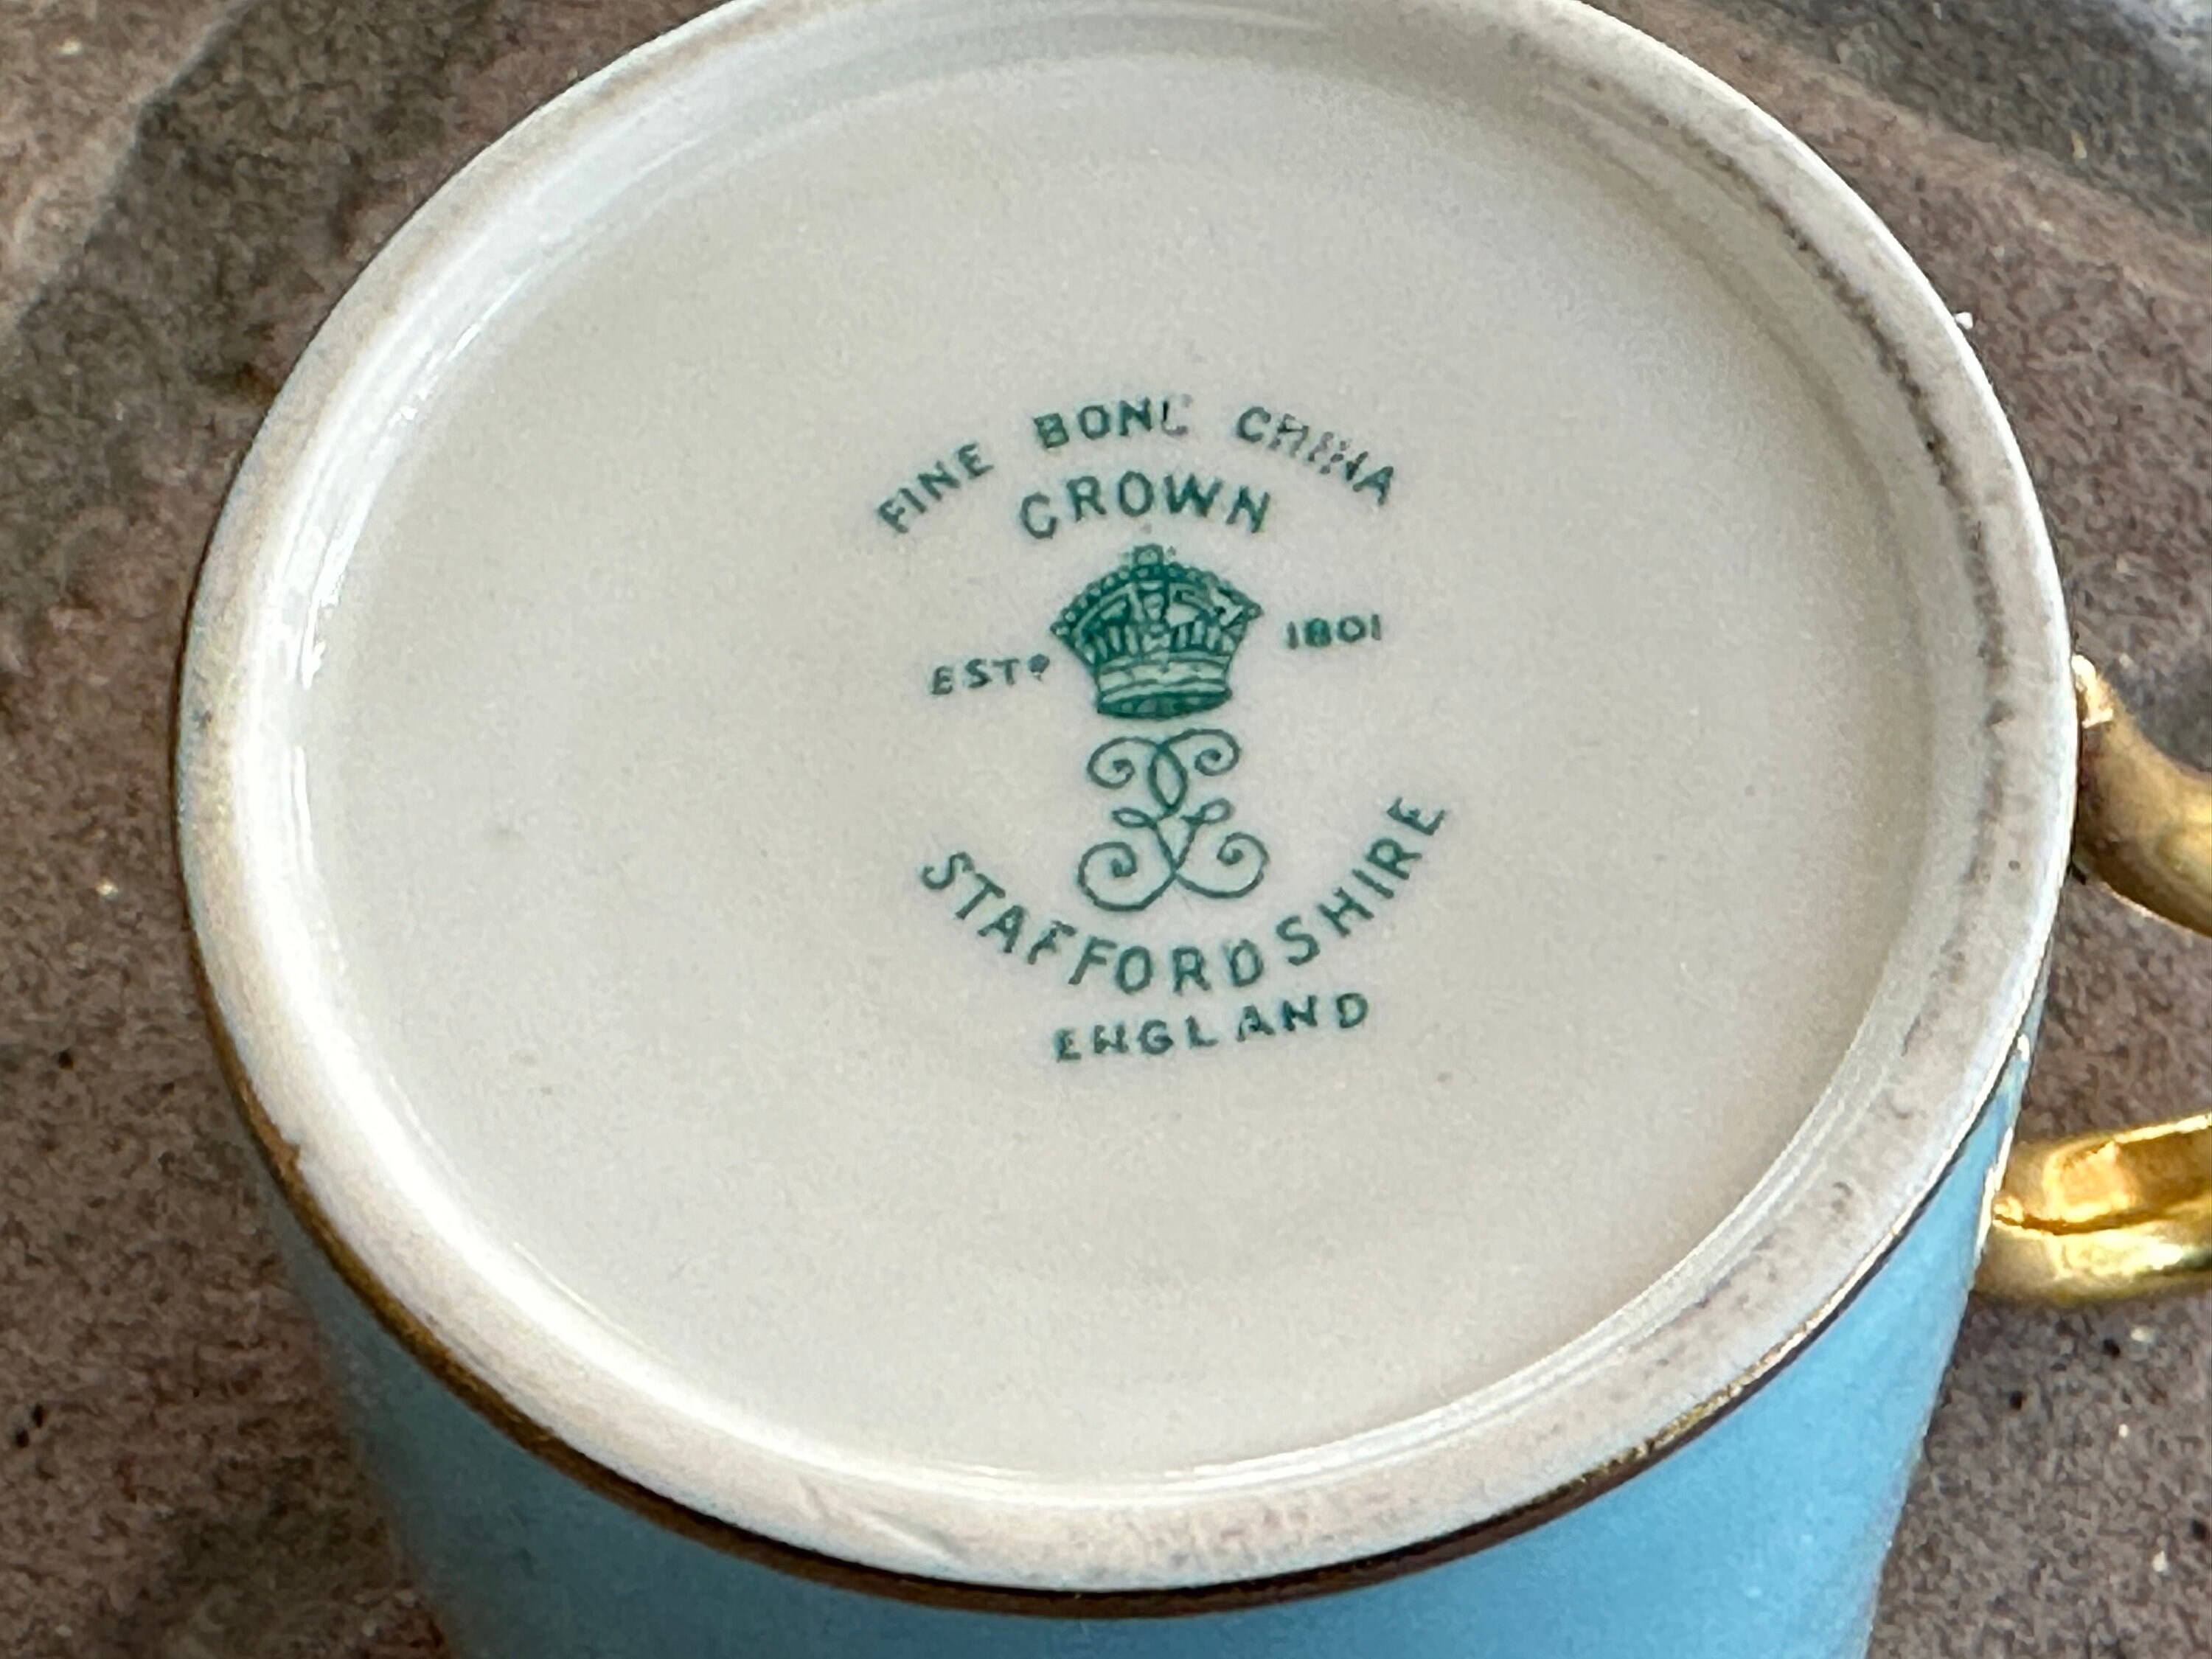 FINE BONE CHINA
CROWN
ESTD 1801
STAFFORDSHIRE
ENGLAND